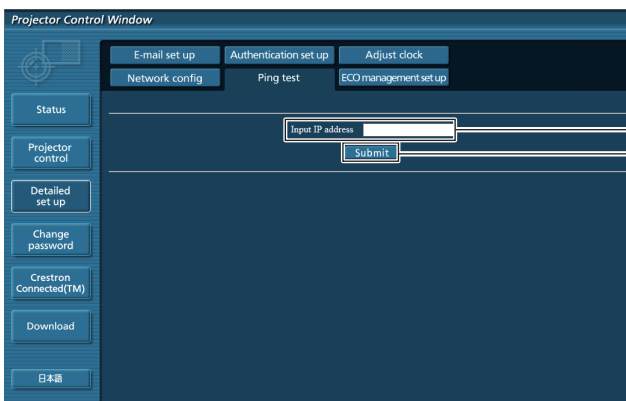 Projector Control Window
E-mail set up
Authentication set up
Adjust clock
Network config
Ping test
ECO management set up
Status
Projector
control
Detailed
set up
Change
password
Crestron
Connected(TM)
Download
日本語
Input IP address
Submit